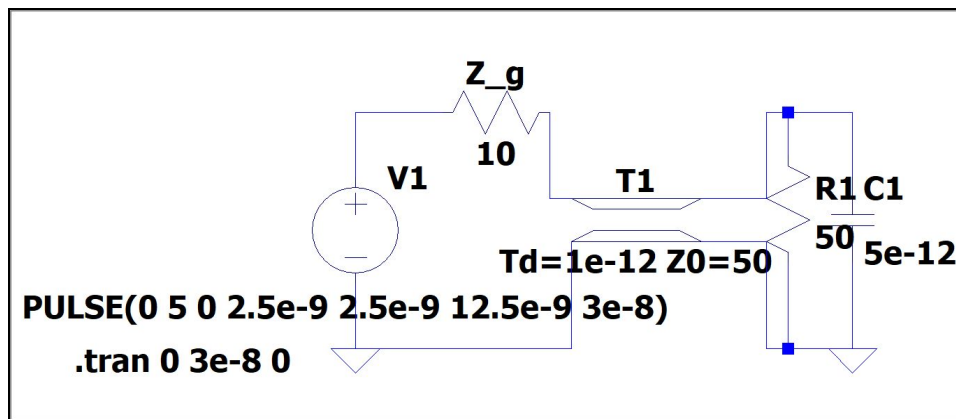 Z_g
10
V1
T1
R1 C1
50
5e-12
Td=1e-12 Z0=50
PULSE(0 5 0 2.5e-9 2.5e-9 12.5e-9 3e-8)
.tran 0 3e-8 0